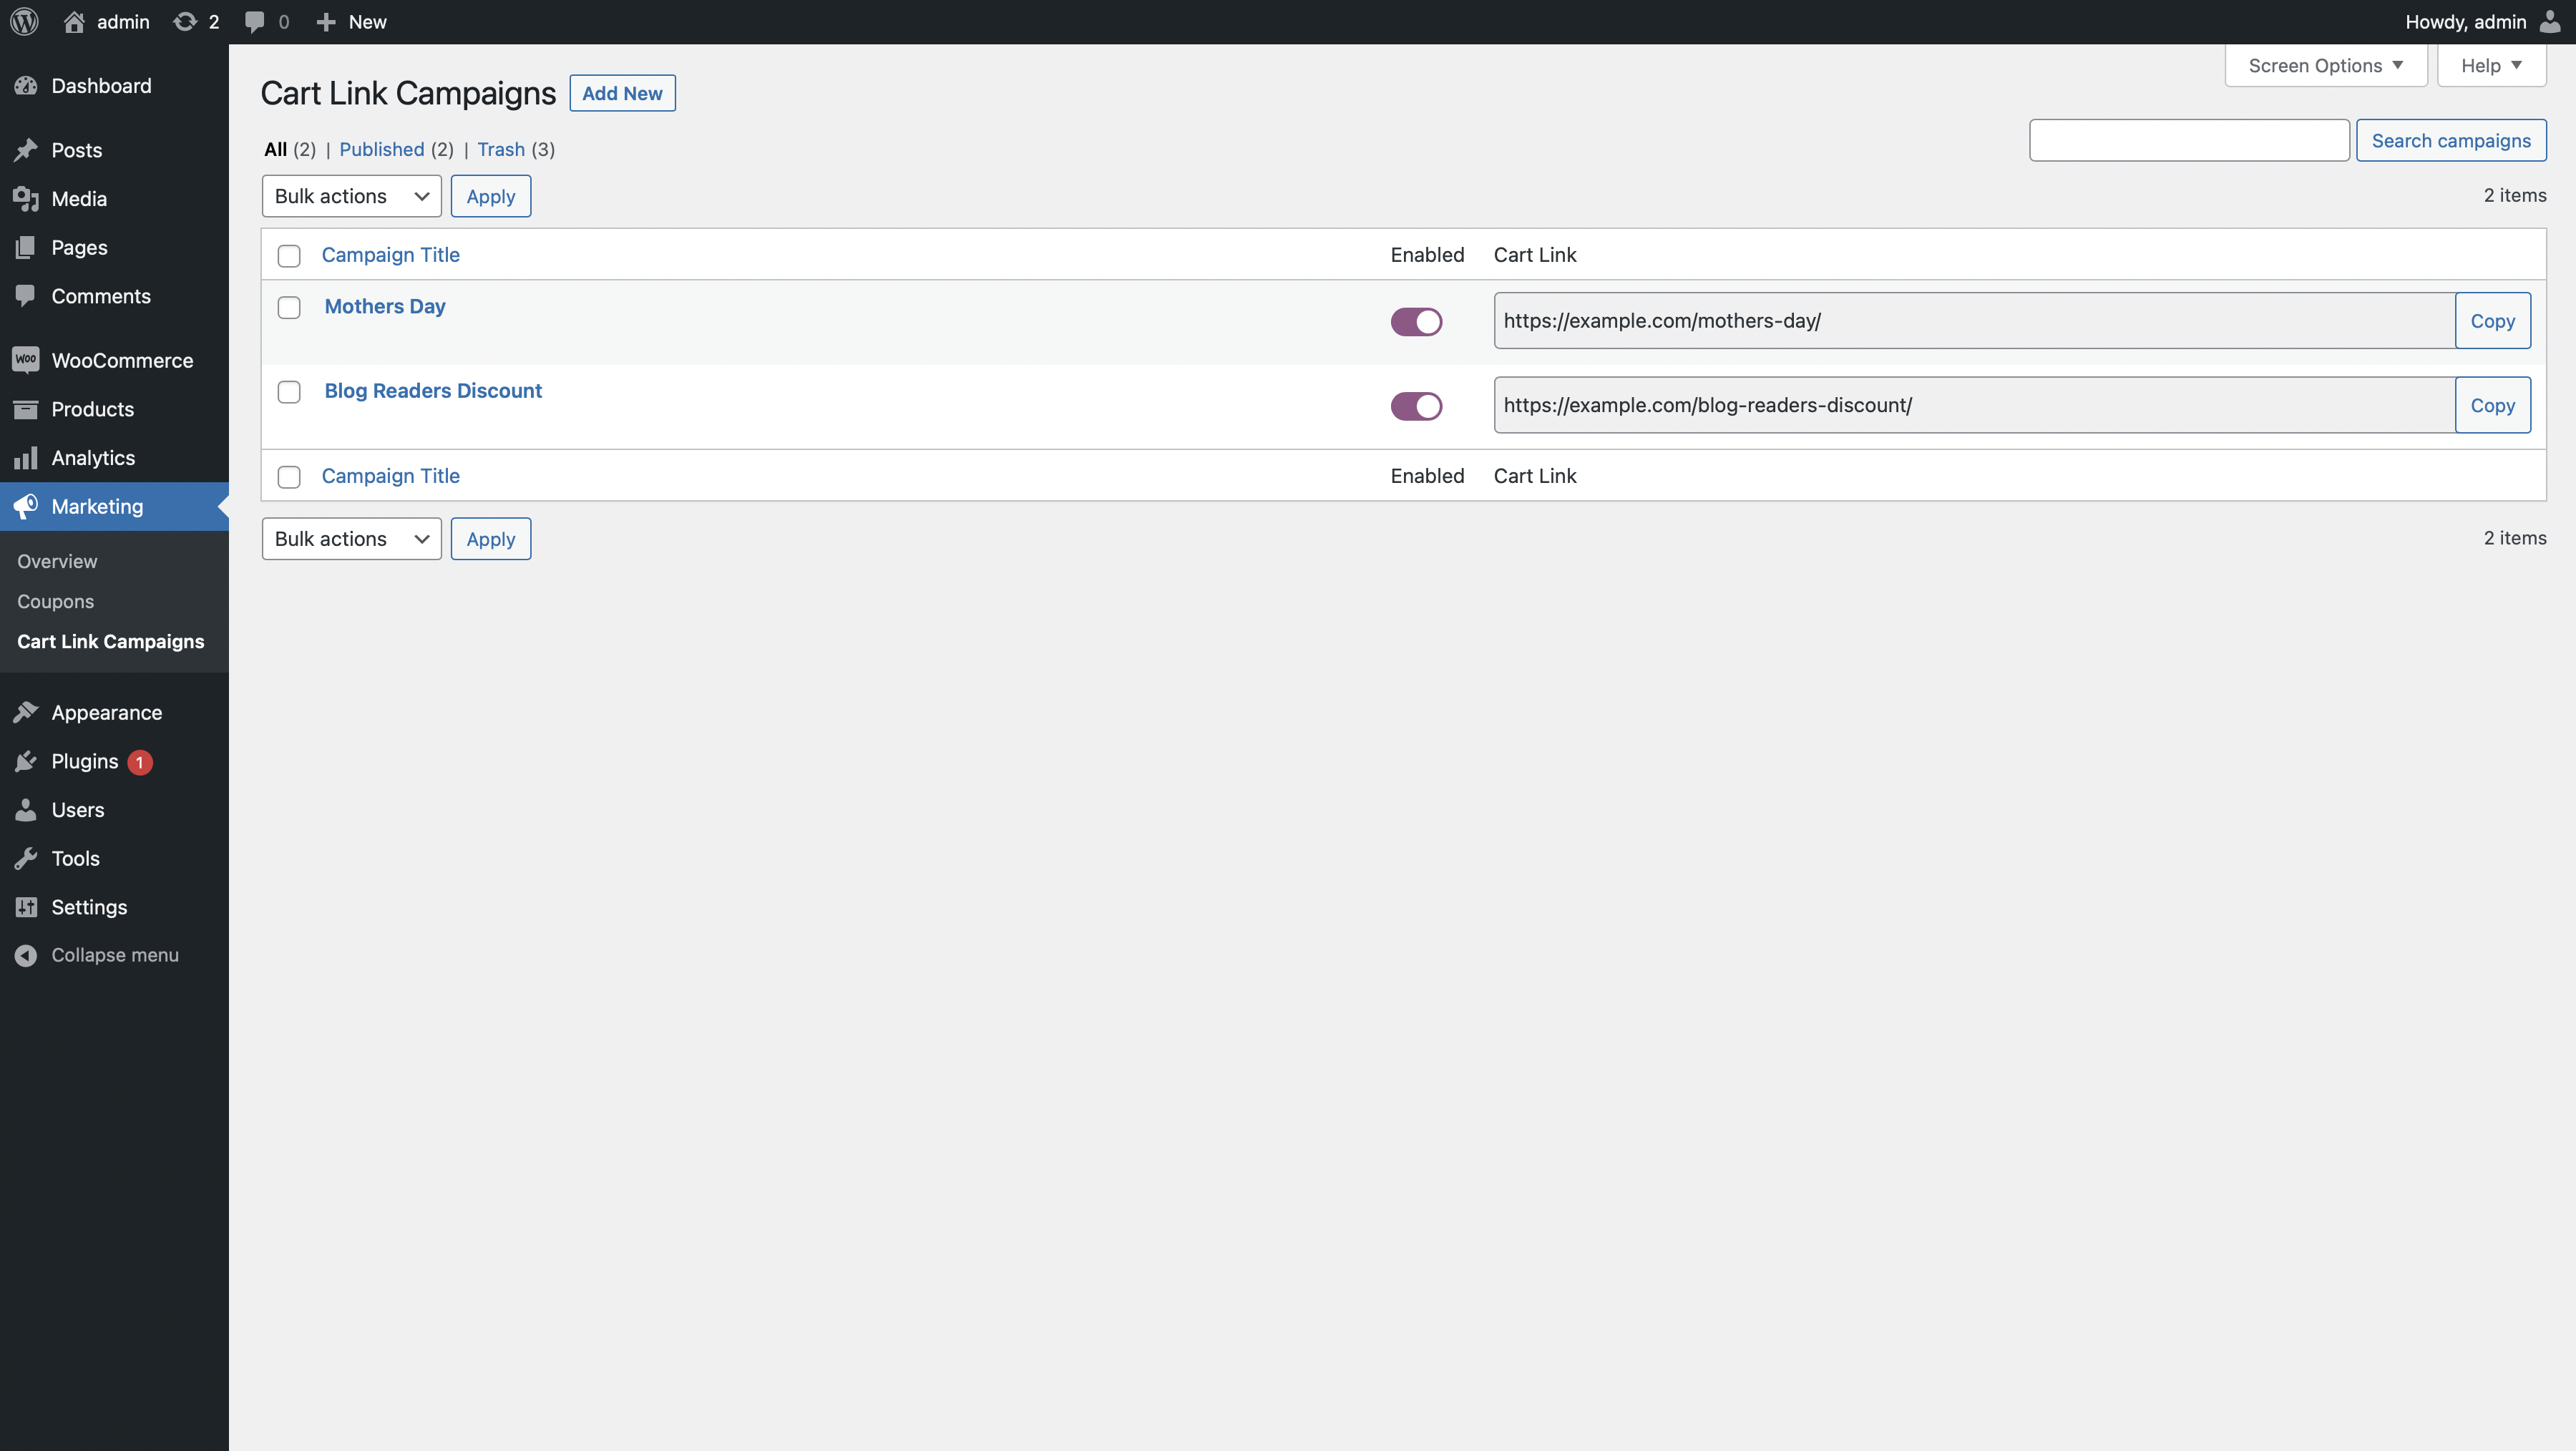 admin 2 0 New Howdy, admin
Dashboard
Posts
Media
Pages
Comments
WOO WooCommerce
Products
Analytics
Marketing
Overview
Coupons
Cart Link Campaigns
Appearance
Plugins 1
Users
Tools
Settings
Collapse menu
Screen Options Help
Cart Link Campaigns Add New
All (2) | Published (2) | Trash (3)
Search campaigns
Bulk actions Apply 2 items
Campaign Title Enabled Cart Link
Mothers Day https://example.com/mothers-day/ Copy
Blog Readers Discount https://example.com/blog-readers-discount/ Copy
Campaign Title Enabled Cart Link
Bulk actions Apply 2 items